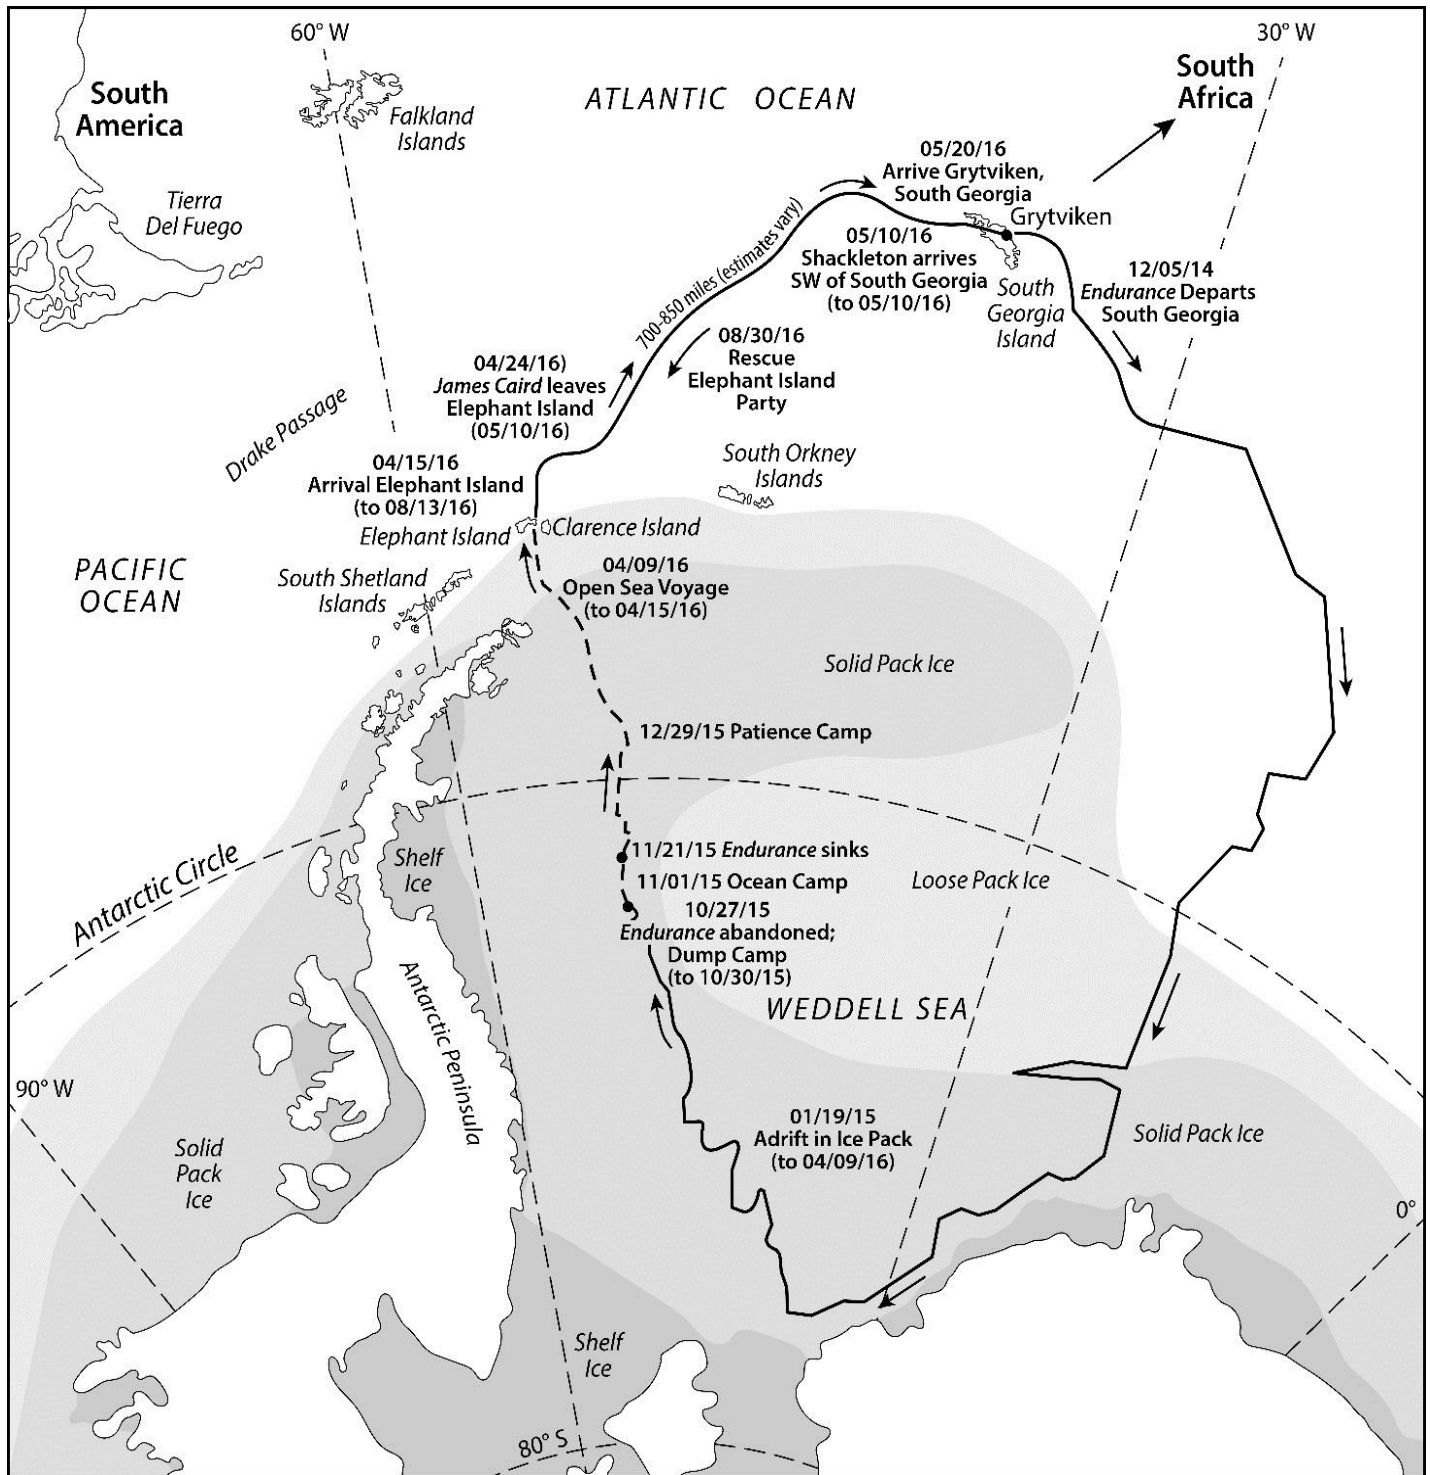 60° W
30° W
South
America
South
Africa
ATLANTIC OCEAN
Falkland
Islands
05/20/16
Arrive Grytviken,
South Georgia
Tierra
Del Fuego
Grytviken
700-850 miles (estimates vary)
05/10/16
Shackleton arrives
SW of South Georgia
(to 05/10/16)
12/05/14
Endurance Departs
South Georgia
South
Georgia
Island
08/30/16
Rescue
Elephant Island
Party
04/24/16)
James Caird leaves
Elephant Island
(05/10/16)
Drake Passage
South Orkney
Islands
04/15/16
Arrival Elephant Island
(to 08/13/16)
Elephant Island
Clarence Island
PACIFIC
OCEAN
South Shetland
Islands
04/09/16
Open Sea Voyage
(to 04/15/16)
Solid Pack Ice
12/29/15 Patience Camp
Antarctic Circle
Shelf
Ice
11/21/15 Endurance sinks
11/01/15 Ocean Camp
Loose Pack Ice
10/27/15
Endurance abandoned;
Dump Camp
(to 10/30/15)
Antarctic Peninsula
WEDDELL SEA
90° W
01/19/15
Adrift in Ice Pack
(to 04/09/16)
Solid Pack Ice
Solid
Pack
Ice
0°
Shelf
Ice
80° S